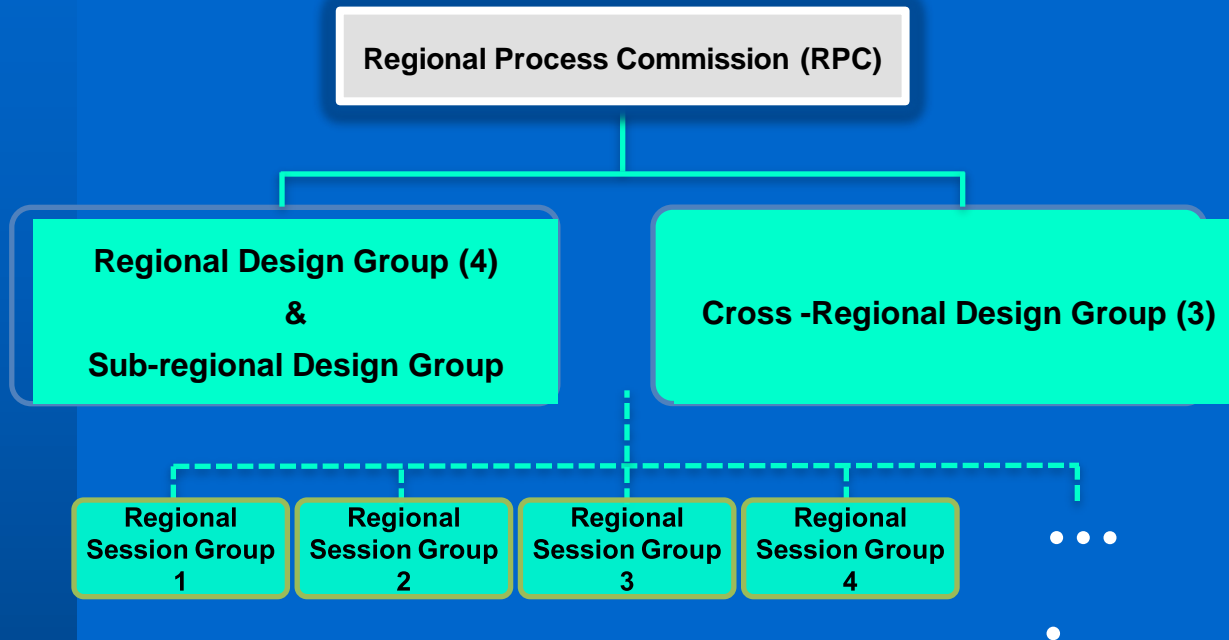 Regional Process Commission (RPC)
Regional Design Group (4)
&
Sub-regional Design Group
Cross -Regional Design Group (3)
Regional
Session Group
1
Regional
Session Group
2
Regional
Session Group
3
Regional
Session Group
4
...
.